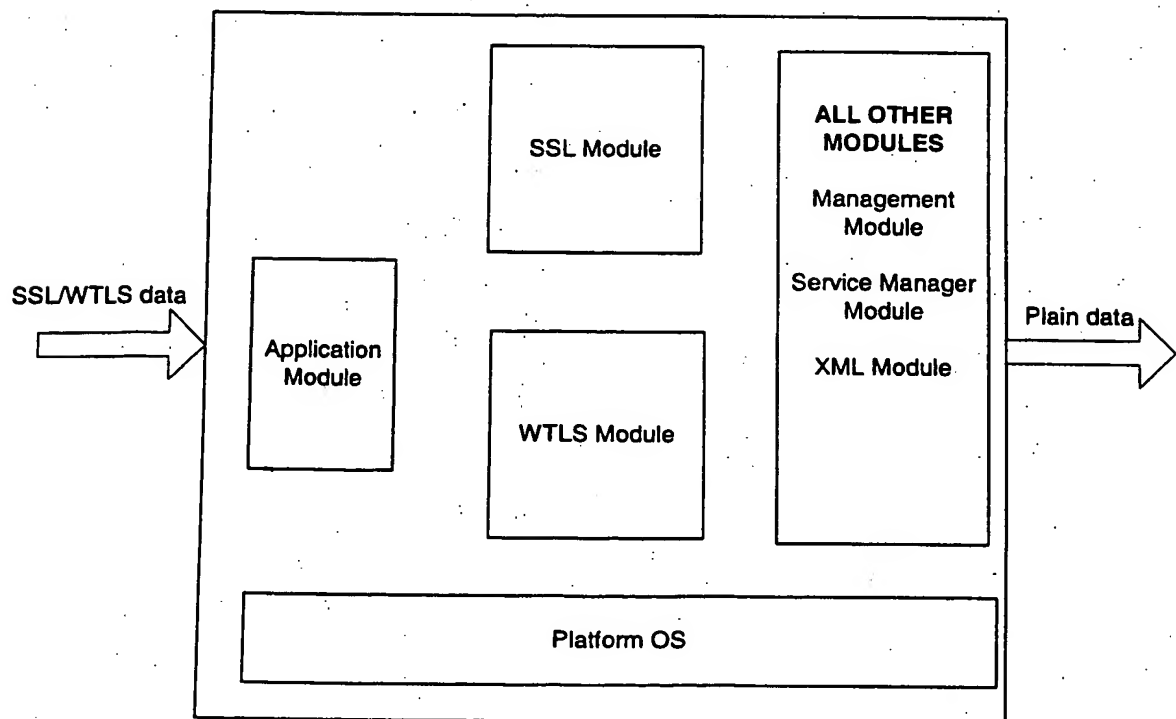 SSL/WTLS data
Application
Module
SSL Module
WTLS Module
ALL OTHER
MODULES
Management
Module
Service Manager
Module
XML Module
Plain data
Platform OS